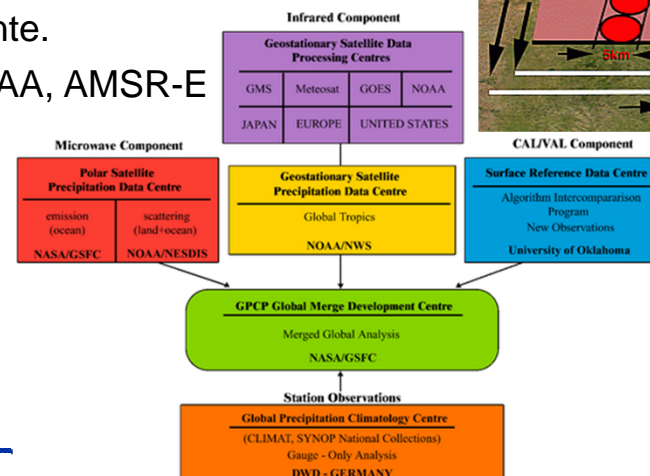 nte.
AA, AMSR-E
5km
Infrared Component
Geostationary Satellite Data
Processing Centres
GMS Meteosat GOES NOAA
JAPAN EUROPE UNITED STATES
Microwave Component
Polar Satellite
Precipitation Data Centre
emission
(ocean)
NASA/GSFC
scattering
(land+ocean)
NOAA/NESDIS
Geostationary Satellite
Precipitation Data Centre
Global Tropics
NOAA/NWS
CAL/VAL Component
Surface Reference Data Centre
Algorithm Intercompararison
Program
New Observations
University of Oklahoma
GPCP Global Merge Development Centre
Merged Global Analysis
NASA/GSFC
Station Observations
Global Precipitation Climatology Centre
(CLIMAT, SYNOP National Collections)
Gauge - Only Analysis
DWD - GERMANY